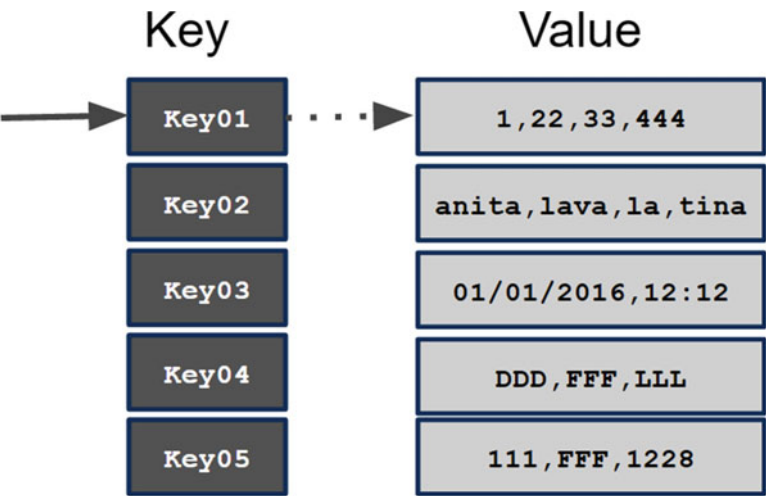 Key Value
Key01 1,22,33,444
Key02 anita,lava,la,tina
Key03 01/01/2016,12:12
Key04 DDD,FFF,LLL
Key05 111,FFF,1228